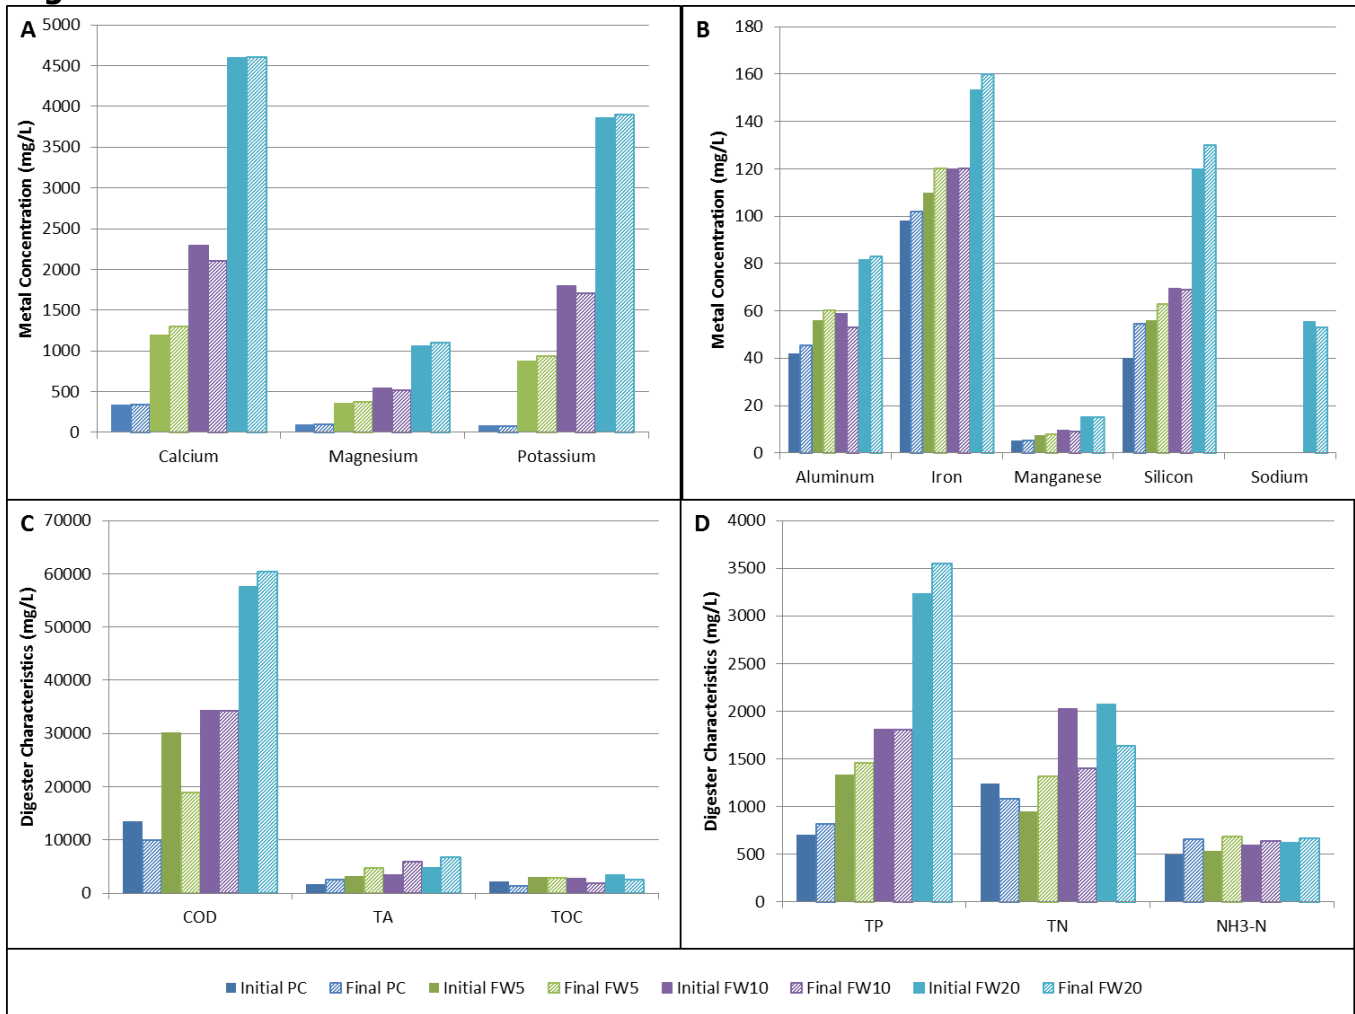 A
Metal Concentration (mg/L)
5000
4500
4000
3500
3000
2500
2000
1500
1000
500
0
Calcium Magnesium Potassium
B
Metal Concentration (mg/L)
180
160
140
120
100
80
60
40
20
0
Aluminum Iron Manganese Silicon Sodium
C
Digester Characteristics (mg/L)
70000
60000
50000
40000
30000
20000
10000
0
COD TA TOC
D
Digester Characteristics (mg/L)
4000
3500
3000
2500
2000
1500
1000
500
0
TP TN NH3-N
Initial PC Final PC Initial FW5 Final FW5 Initial FW10 Final FW10 Initial FW20 Final FW20